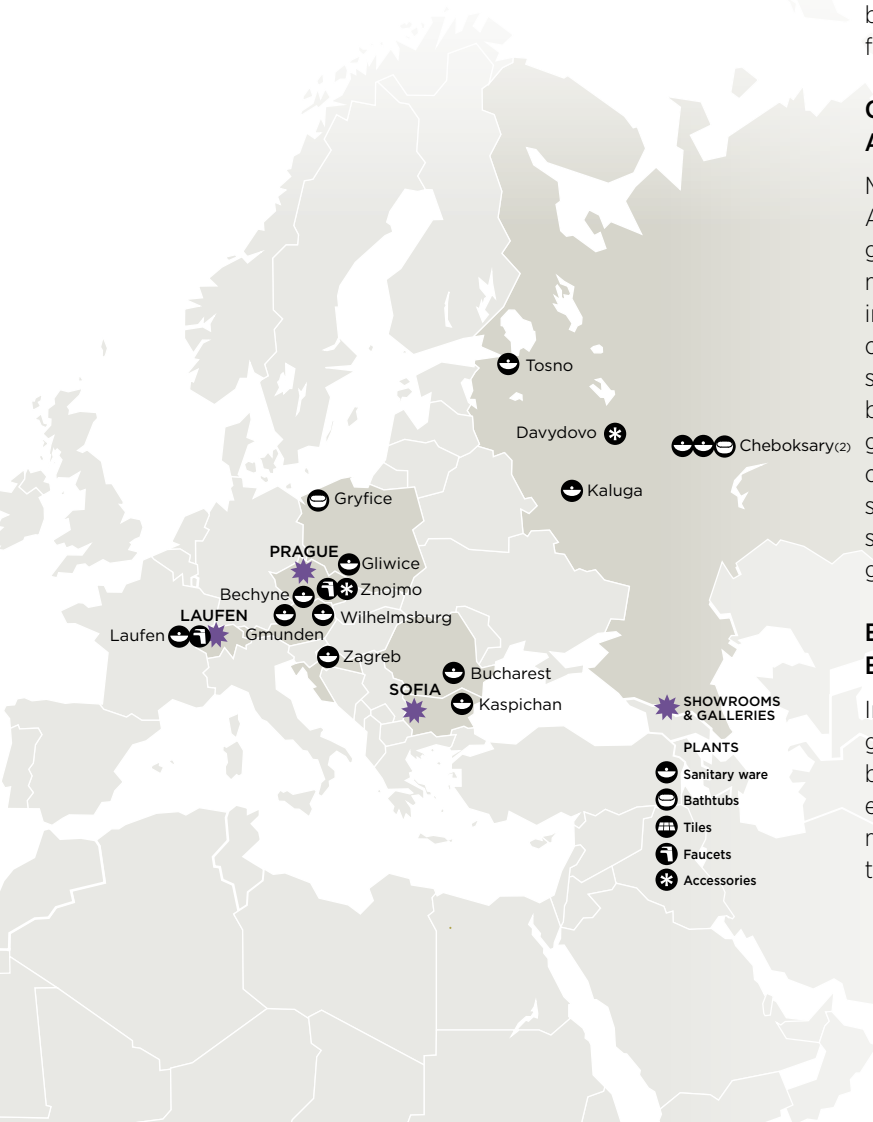 Tosno
Davydovo
Cheboksary(2)
Kaluga
Gryfice
PRAGUE
Gliwice
Bechyne
Znojmo
LAUFEN
Wilhelmsburg
Laufen
Gmunden
Zagreb
Bucharest
SOFIA
Kaspichan
SHOWROOMS
& GALLERIES
PLANTS
Sanitary ware
Bathtubs
Tiles
Faucets
Accessories